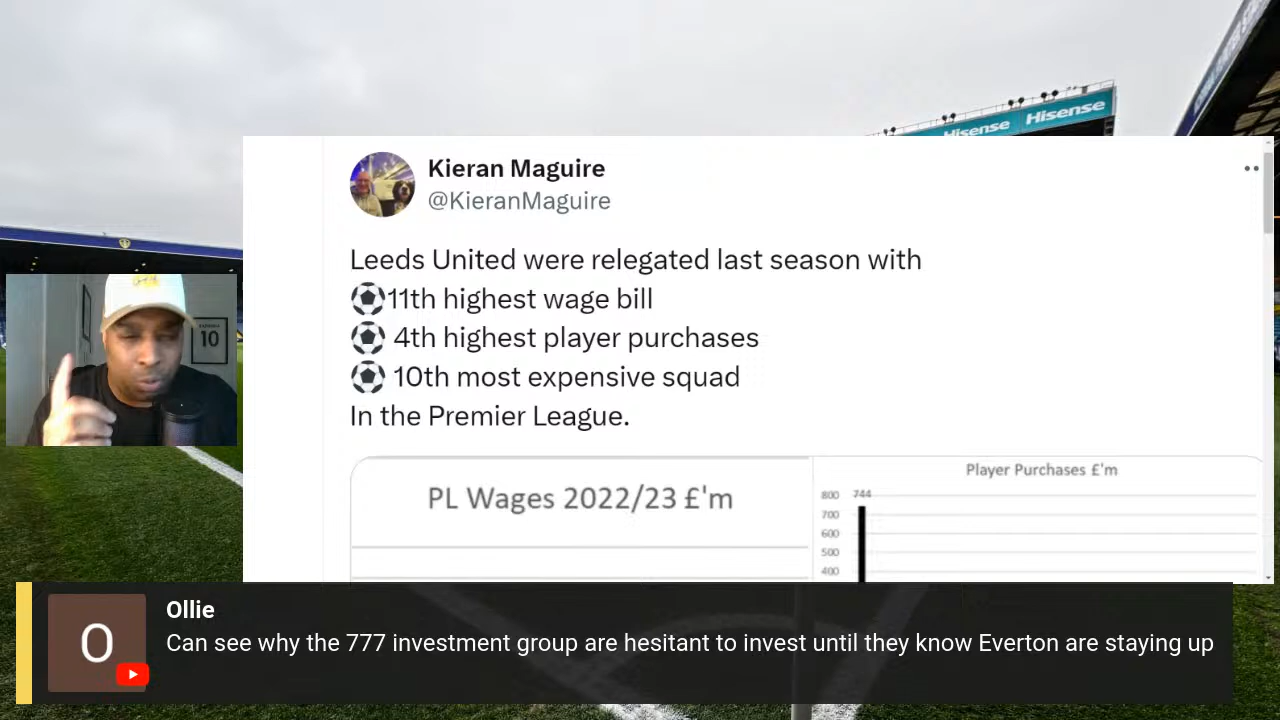 Hisense Hisense
Kieran Maguire
@KieranMaguire
Leeds United were relegated last season with
11th highest wage bill
4th highest player purchases
10th most expensive squad
In the Premier League.
PL Wages 2022/23 £'m
Player Purchases £'m
800 744
700
600
500
400
10
Ollie
O
Can see why the 777 investment group are hesitant to invest until they know Everton are staying up